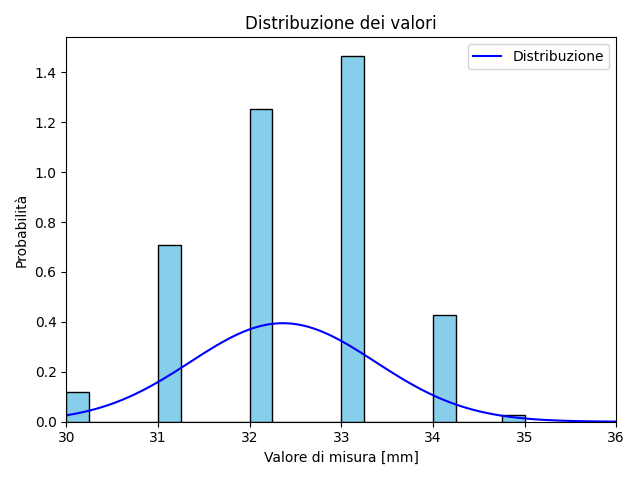 Distribuzione dei valori
Distribuzione
Probabilità
1.4
1.2
1.0
0.8
0.6
0.4
0.2
0.0
30 31 32 33 34 35 36
Valore di misura [mm]